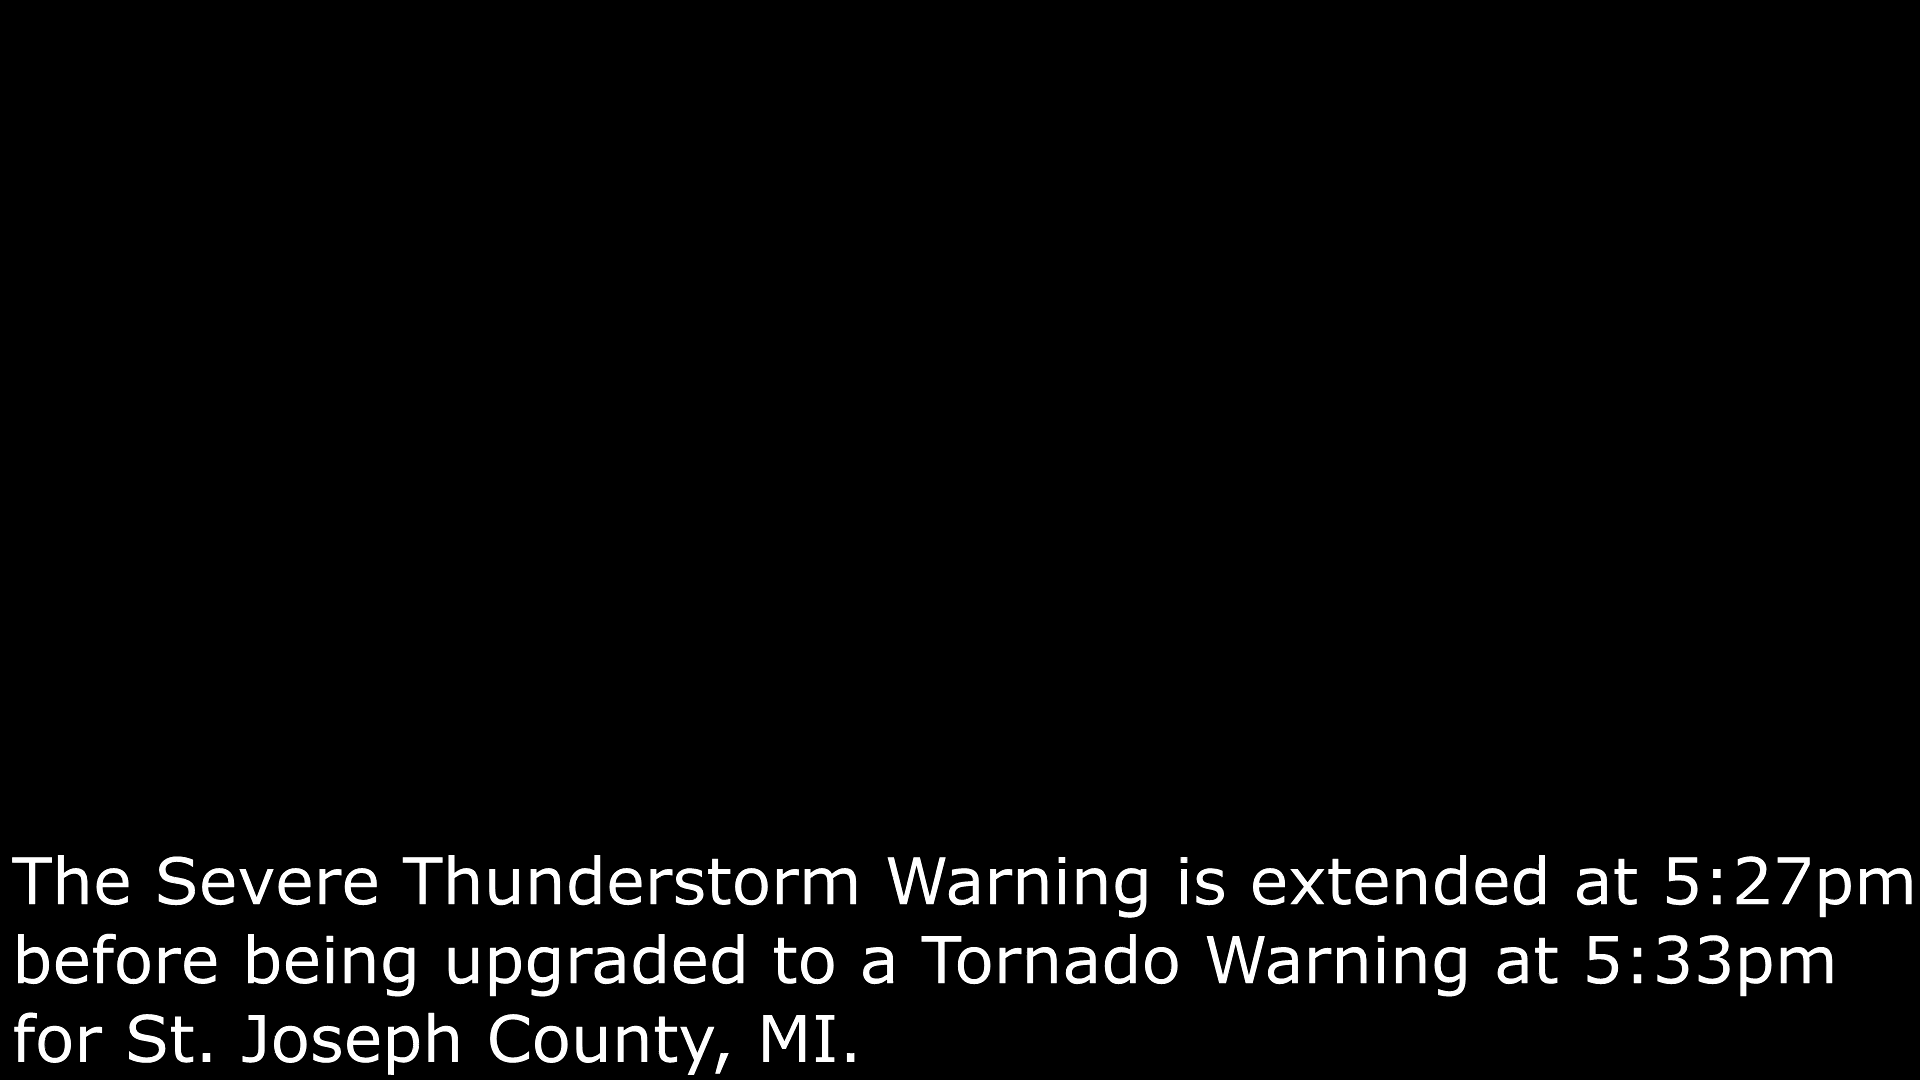 The Severe Thunderstorm Warning is extended at 5:27pm
before being upgraded to a Tornado Warning at 5:33pm
for St. Joseph County, MI.